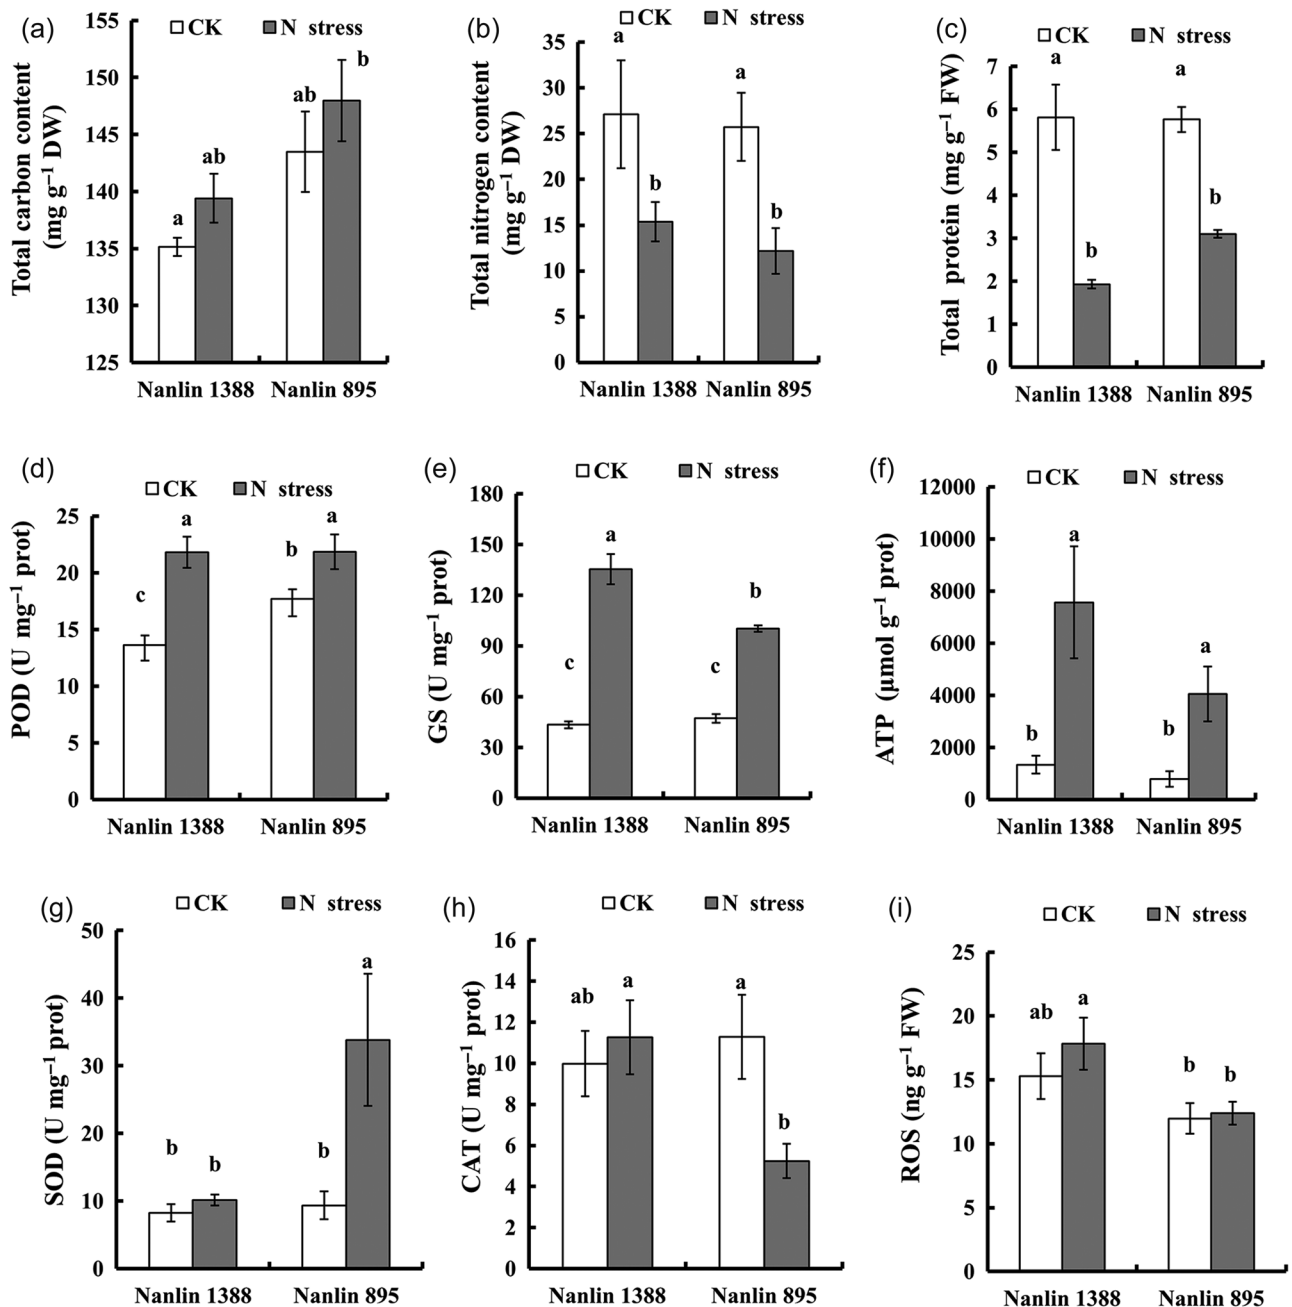 (a)
CK N stress
Total carbon content
(mg g⁻¹ DW)
155
150
145
140
135
130
125
a
ab
ab
b
Nanlin 1388 Nanlin 895
(b)
CK N stress
Total nitrogen content
(mg g⁻¹ DW)
35
30
25
20
15
10
5
0
a
b
a
b
Nanlin 1388 Nanlin 895
(c)
CK N stress
Total protein (mg g⁻¹ FW)
7
6
5
4
3
2
1
0
a
b
a
b
Nanlin 1388 Nanlin 895
(d)
CK N stress
POD (U mg⁻¹ prot)
25
20
15
10
5
0
c
a
b
a
Nanlin 1388 Nanlin 895
(e)
CK N stress
GS (U mg⁻¹ prot)
180
150
120
90
60
30
0
c
a
c
b
Nanlin 1388 Nanlin 895
(f)
CK N stress
ATP (μmol g⁻¹ prot)
12000
10000
8000
6000
4000
2000
0
b
a
b
a
Nanlin 1388 Nanlin 895
(g)
CK N stress
SOD (U mg⁻¹ prot)
50
40
30
20
10
0
b
b
b
a
Nanlin 1388 Nanlin 895
(h)
CK N stress
CAT (U mg⁻¹ prot)
16
14
12
10
8
6
4
2
0
ab
a
a
b
Nanlin 1388 Nanlin 895
(i)
CK N stress
ROS (ng g⁻¹ FW)
25
20
15
10
5
0
ab
a
b
b
Nanlin 1388 Nanlin 895